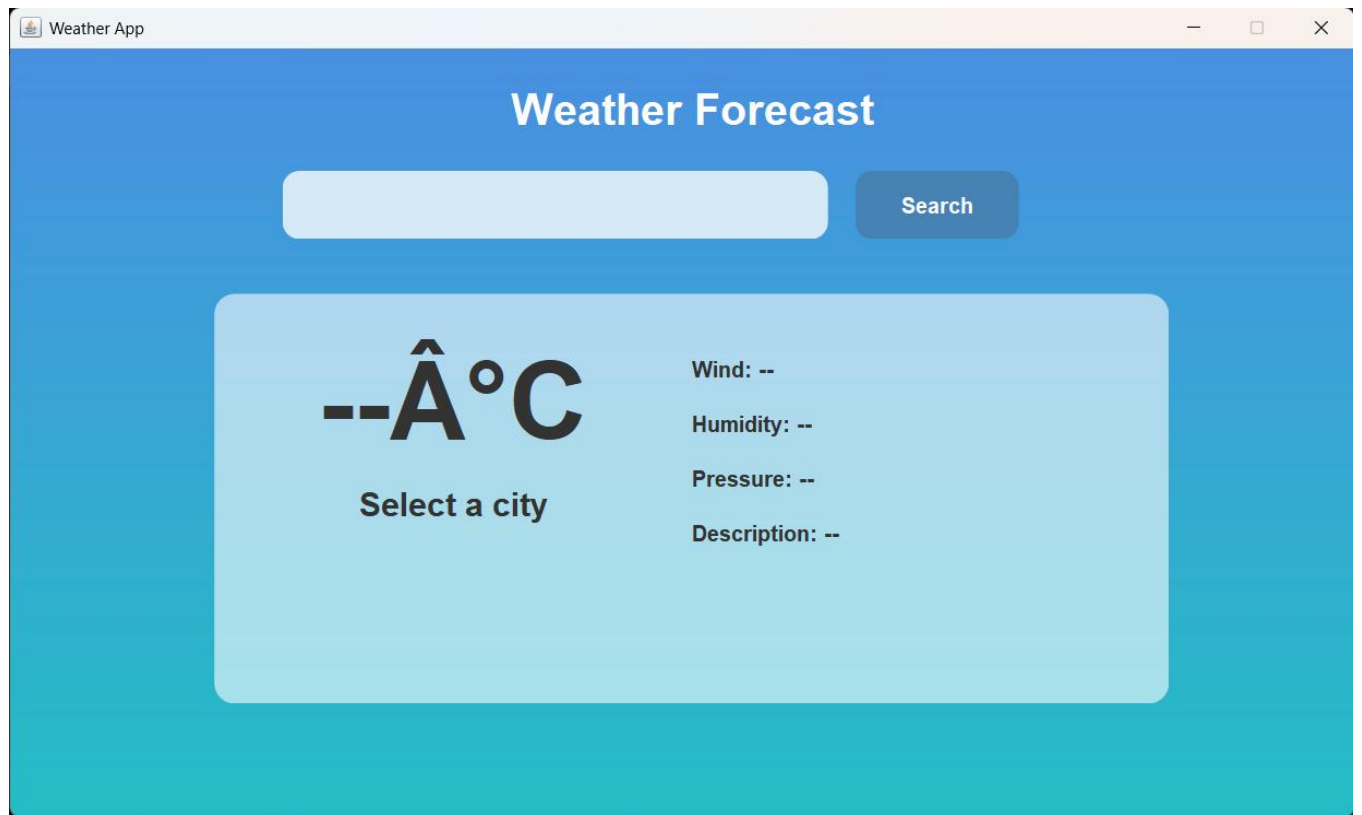 Weather App
Weather Forecast
Search
--Â°C
Select a city
Wind: --
Humidity: --
Pressure: --
Description: --